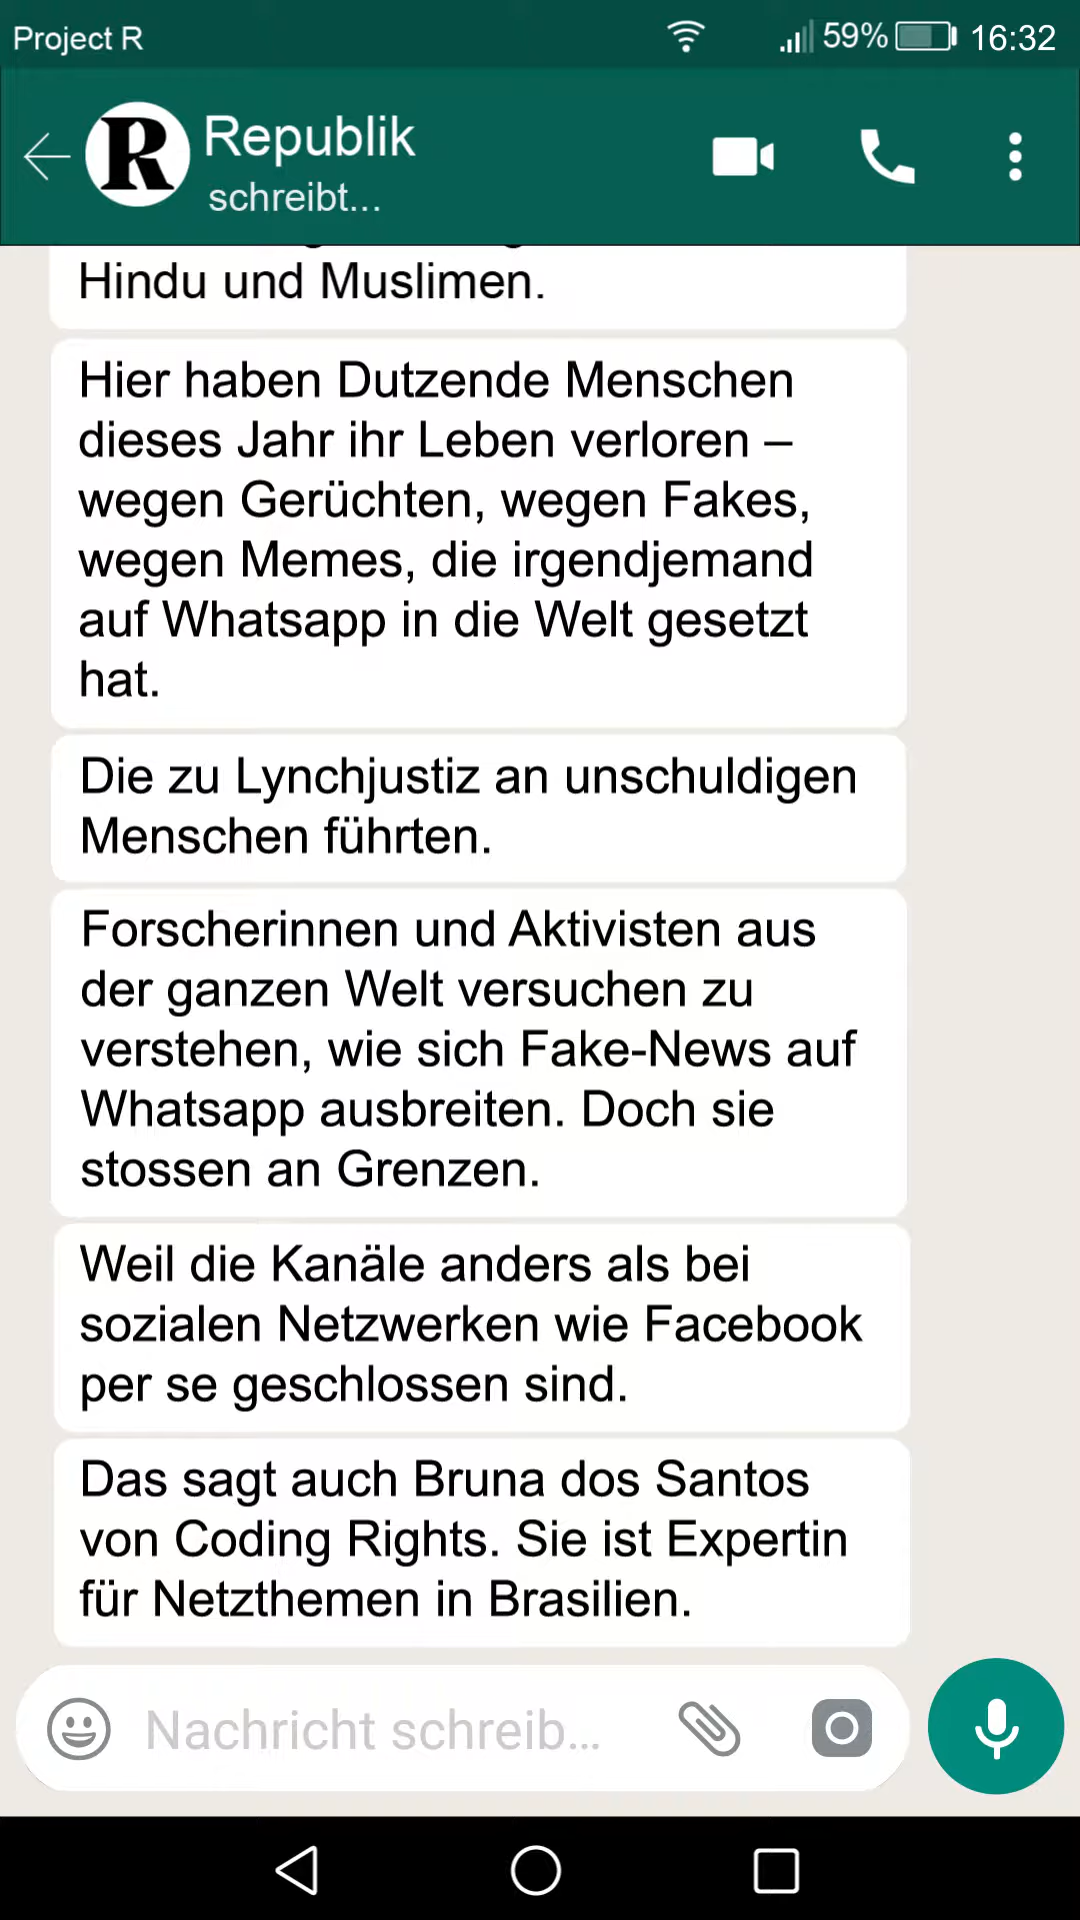 Project R
59%
16:32
R
Republik
schreibt...
Hindu und Muslimen.
Hier haben Dutzende Menschen
dieses Jahr ihr Leben verloren –
wegen Gerüchten, wegen Fakes,
wegen Memes, die irgendjemand
auf Whatsapp in die Welt gesetzt
hat.
Die zu Lynchjustiz an unschuldigen
Menschen führten.
Forscherinnen und Aktivisten aus
der ganzen Welt versuchen zu
verstehen, wie sich Fake-News auf
Whatsapp ausbreiten. Doch sie
stossen an Grenzen.
Weil die Kanäle anders als bei
sozialen Netzwerken wie Facebook
per se geschlossen sind.
Das sagt auch Bruna dos Santos
von Coding Rights. Sie ist Expertin
für Netzthemen in Brasilien.
Nachricht schreib...